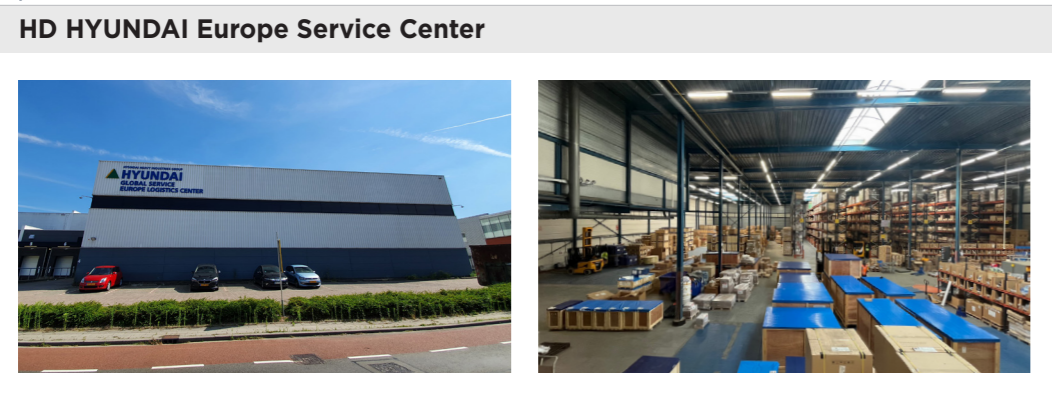 HD HYUNDAI Europe Service Center
HYUNDAI
GLOBAL SERVICE
EUROPE LOGISTICS CENTER